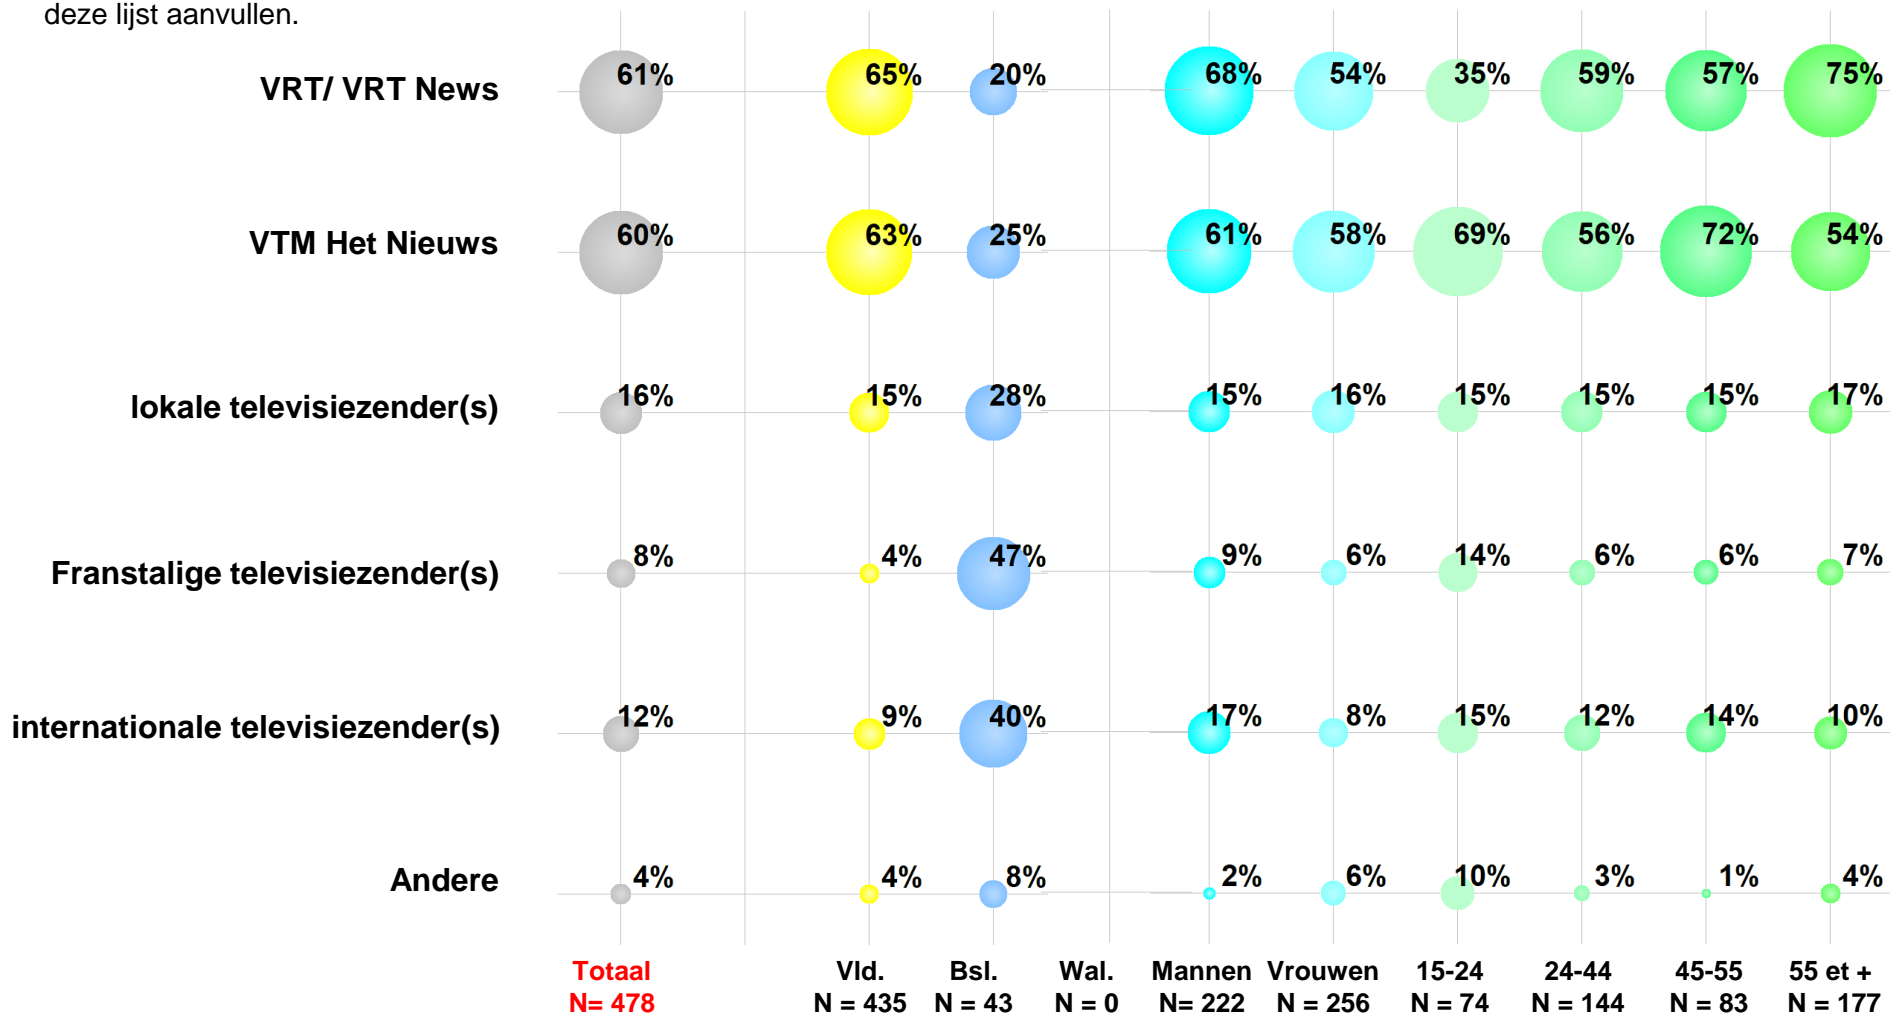 deze lijst aanvullen.
VRT/ VRT News 61% 65% 20% 68% 54% 35% 59% 57% 75%
VTM Het Nieuws 60% 63% 25% 61% 58% 69% 56% 72% 54%
lokale televisiezender(s) 16% 15% 28% 15% 16% 15% 15% 15% 17%
Franstalige televisiezender(s) 8% 4% 47% 9% 6% 14% 6% 6% 7%
internationale televisiezender(s) 12% 9% 40% 17% 8% 15% 12% 14% 10%
Andere 4% 4% 8% 2% 6% 10% 3% 1% 4%
Totaal Vld. Bsl. Wal. Mannen Vrouwen 15-24 24-44 45-55 55 et +
N= 478 N = 435 N = 43 N = 0 N= 222 N = 256 N = 74 N = 144 N = 83 N = 177